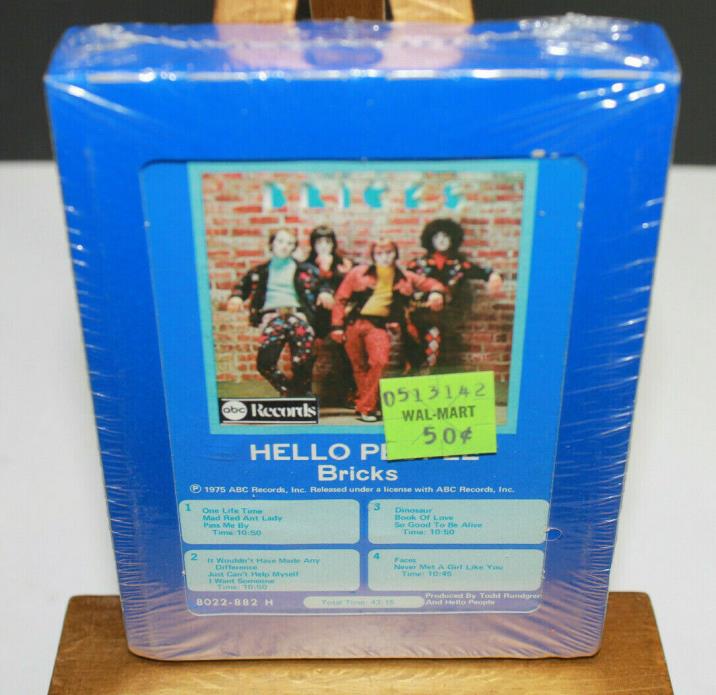 BRICKS
abc Records
0513142
WAL-MART
50¢
HELLO PEOPLE
Bricks
Ⓟ 1975 ABC Records, Inc. Released under a license with ABC Records, Inc.
1 One Life Time
Mad Red Ant Lady
Pass Me By
Time: 10:50
3 Dinosaur
Book Of Love
So Good To Be Alive
Time: 10:50
2 It Wouldn't Have Made Any
Difference
Just Can't Help Myself
I Want Someone
Time: 10:50
4 Faces
Never Met A Girl Like You
Time: 10:45
8022-882 H
Total Time: 43:15
Produced By Todd Rundgren
And Hello People